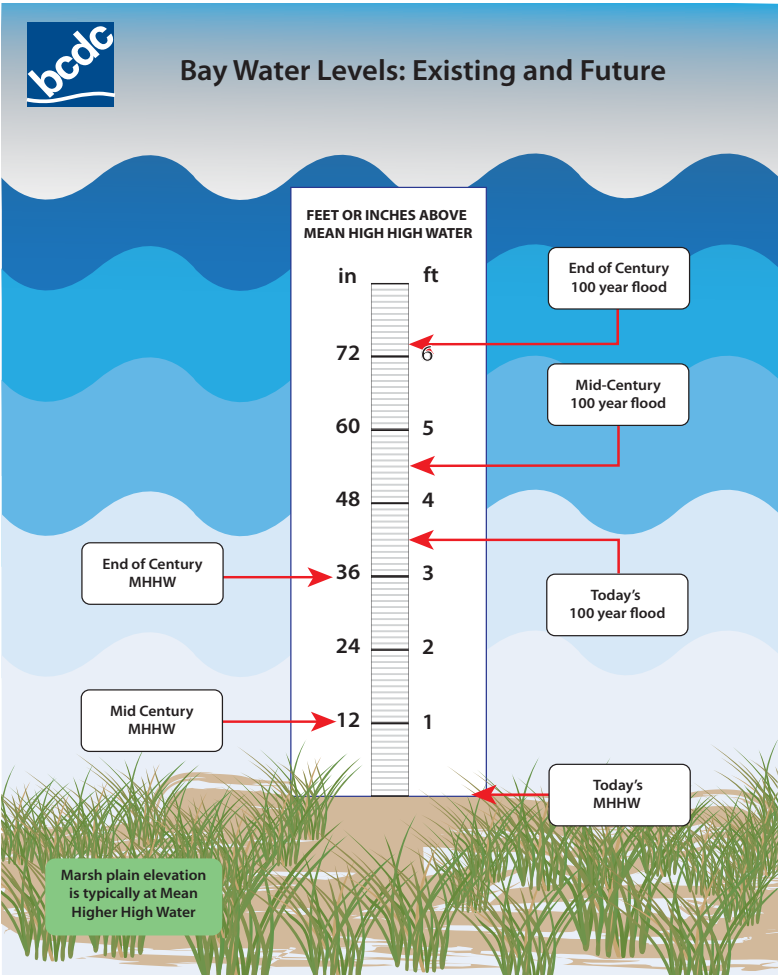 bcdc
Bay Water Levels: Existing and Future
FEET OR INCHES ABOVE
MEAN HIGH HIGH WATER
in ft
End of Century
100 year flood
72 6
Mid-Century
100 year flood
60 5
48 4
End of Century
MHHW
36 3
Today's
100 year flood
24 2
Mid Century
MHHW
12 1
Today's
MHHW
Marsh plain elevation
is typically at Mean
Higher High Water